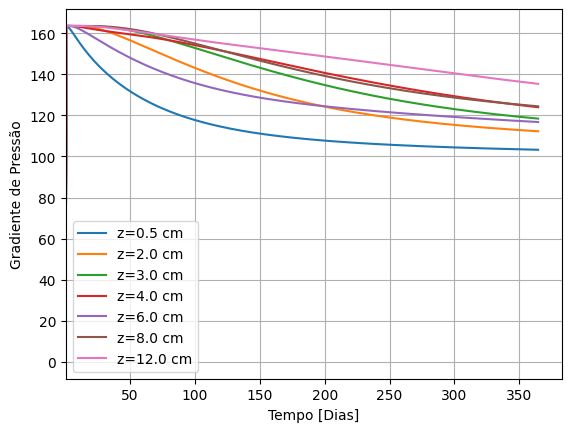 160
140
120
100
80
60
40
20
0
Gradiente de Pressão
z=0.5 cm
z=2.0 cm
z=3.0 cm
z=4.0 cm
z=6.0 cm
z=8.0 cm
z=12.0 cm
50 100 150 200 250 300 350
Tempo [Dias]